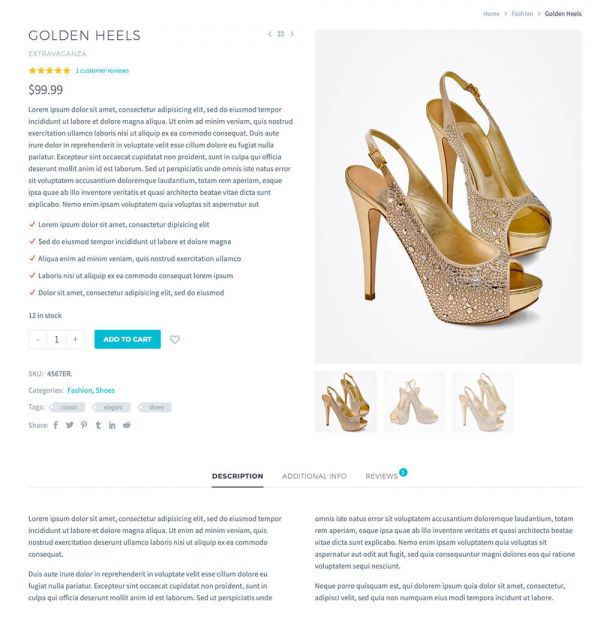 Home > Fashion > Golden Heels
GOLDEN HEELS
EXTRAVAGANZA
1 customer reviews
$99.99
Lorem ipsum dolor sit amet, consectetur adipisicing elit, sed do eiusmod tempor
incididunt ut labore et dolore magna aliqua. Ut enim ad minim veniam, quis nostrud
exercitation ullamco laboris nisi ut aliquip ex ea commodo consequat. Duis aute
irure dolor in reprehenderit in voluptate velit esse cillum dolore eu fugiat nulla
pariatur. Excepteur sint occaecat cupidatat non proident, sunt in culpa qui officia
deserunt mollit anim id est laborum. Sed ut perspiciatis unde omnis iste natus error
sit voluptatem accusantium doloremque laudantium, totam rem aperiam, eaque
ipsa quae ab illo inventore veritatis et quasi architecto beatae vitae dicta sunt
explicabo. Nemo enim ipsam voluptatem quia voluptas sit aspernatur aut
Lorem ipsum dolor sit amet, consectetur adipisicing elit
Sed do eiusmod tempor incididunt ut labore et dolore magna
Aliqua enim ad minim veniam, quis nostrud exercitation ullamco
Laboris nisi ut aliquip ex ea commodo consequat lorem ipsum
Dolor sit amet, consectetur adipisicing elit, sed do eiusmod
12 in stock
- 1 +
ADD TO CART
SKU: 4567ER.
Categories: Fashion, Shoes
Tags: classic elegant shoes
Share:
DESCRIPTION
ADDITIONAL INFO
REVIEWS 1
Lorem ipsum dolor sit amet, consectetur adipisicing elit, sed do eiusmod tempor
incididunt ut labore et dolore magna aliqua. Ut enim ad minim veniam, quis
nostrud exercitation ullamco laboris nisi ut aliquip ex ea commodo
consequat.
Duis aute irure dolor in reprehenderit in voluptate velit esse cillum dolore eu
fugiat nulla pariatur. Excepteur sint occaecat cupidatat non proident, sunt in
culpa qui officia deserunt mollit anim id est laborum. Sed ut perspiciatis unde
omnis iste natus error sit voluptatem accusantium doloremque laudantium, totam
rem aperiam, eaque ipsa quae ab illo inventore veritatis et quasi architecto beatae
vitae dicta sunt explicabo. Nemo enim ipsam voluptatem quia voluptas sit
aspernatur aut odit aut fugit, sed quia consequuntur magni dolores eos qui ratione
voluptatem sequi nesciunt.
Neque porro quisquam est, qui dolorem ipsum quia dolor sit amet, consectetur,
adipisci velit, sed quia non numquam eius modi tempora incidunt ut labore.